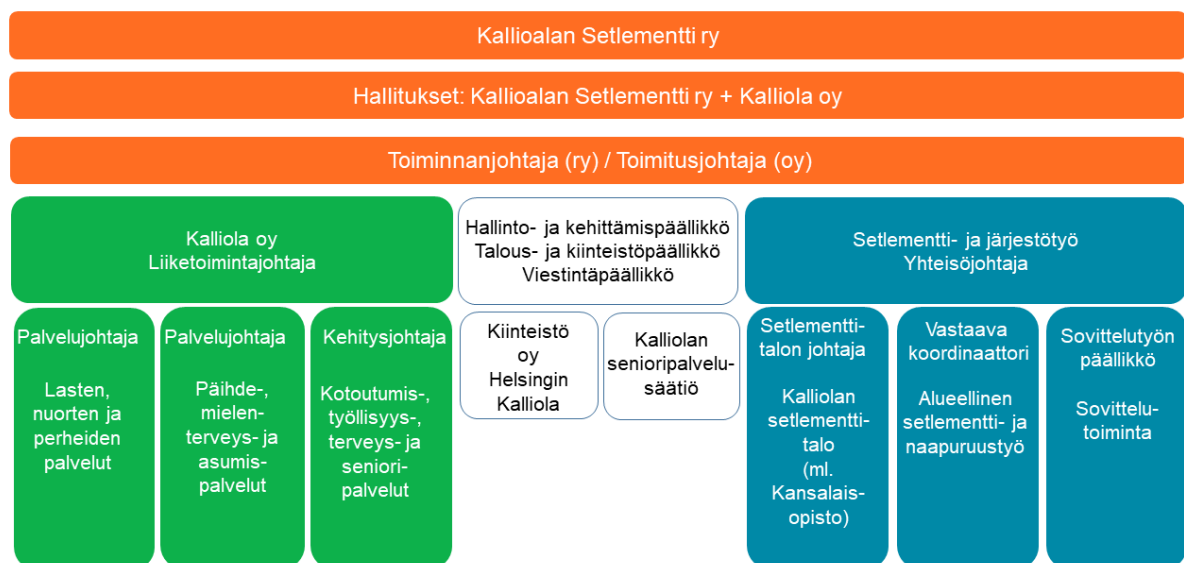 Kallioalan Setlementti ry
Hallitukset: Kallioalan Setlementti ry + Kalliola oy
Toiminnanjohtaja (ry) / Toimitusjohtaja (oy)
Kalliola oy
Liiketoimintajohtaja
Hallinto- ja kehittämispäällikkö
Talous- ja kiinteistöpäällikkö
Viestintäpäällikkö
Setlementti- ja järjestötyö
Yhteisöjohtaja
Palvelujohtaja
Lasten,
nuorten ja
perheiden
palvelut
Palvelujohtaja
Päihde-,
mielen-
terveys- ja
asumis-
palvelut
Kehitysjohtaja
Kotoutumis-,
työllisyys-,
terveys- ja
seniori-
palvelut
Kiinteistö
oy
Helsingin
Kalliola
Kalliolan
senioripalvelu-
säätiö
Setlementti-
talon johtaja
Kalliolan
setlementti-
talo
(ml.
Kansalais-
opisto)
Vastaava
koordinaattori
Alueellinen
setlementti- ja
naapuruustyö
Sovittelutyön
päällikkö
Sovittelu-
toiminta